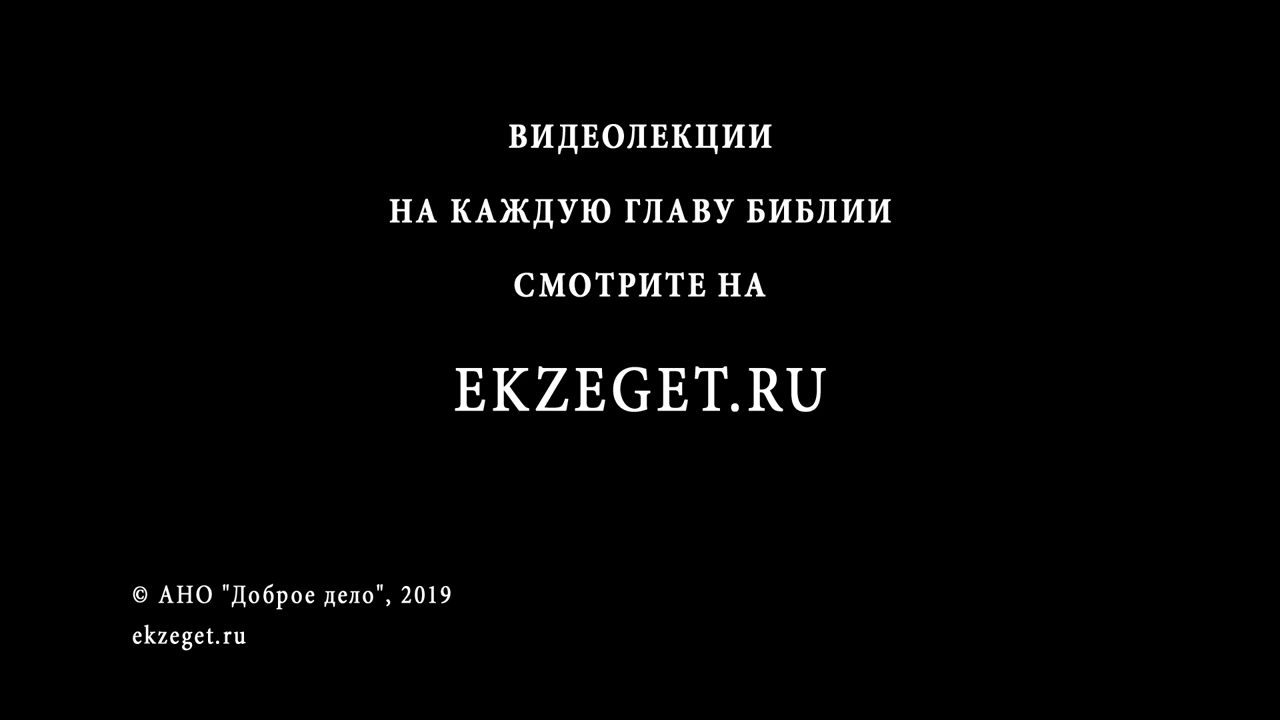 ВИДЕОЛЕКЦИИ
НА КАЖДУЮ ГЛАВУ БИБЛИИ
СМОТРИТЕ НА
EKZEGET.RU
© АНО "Доброе дело", 2019
ekzeget.ru